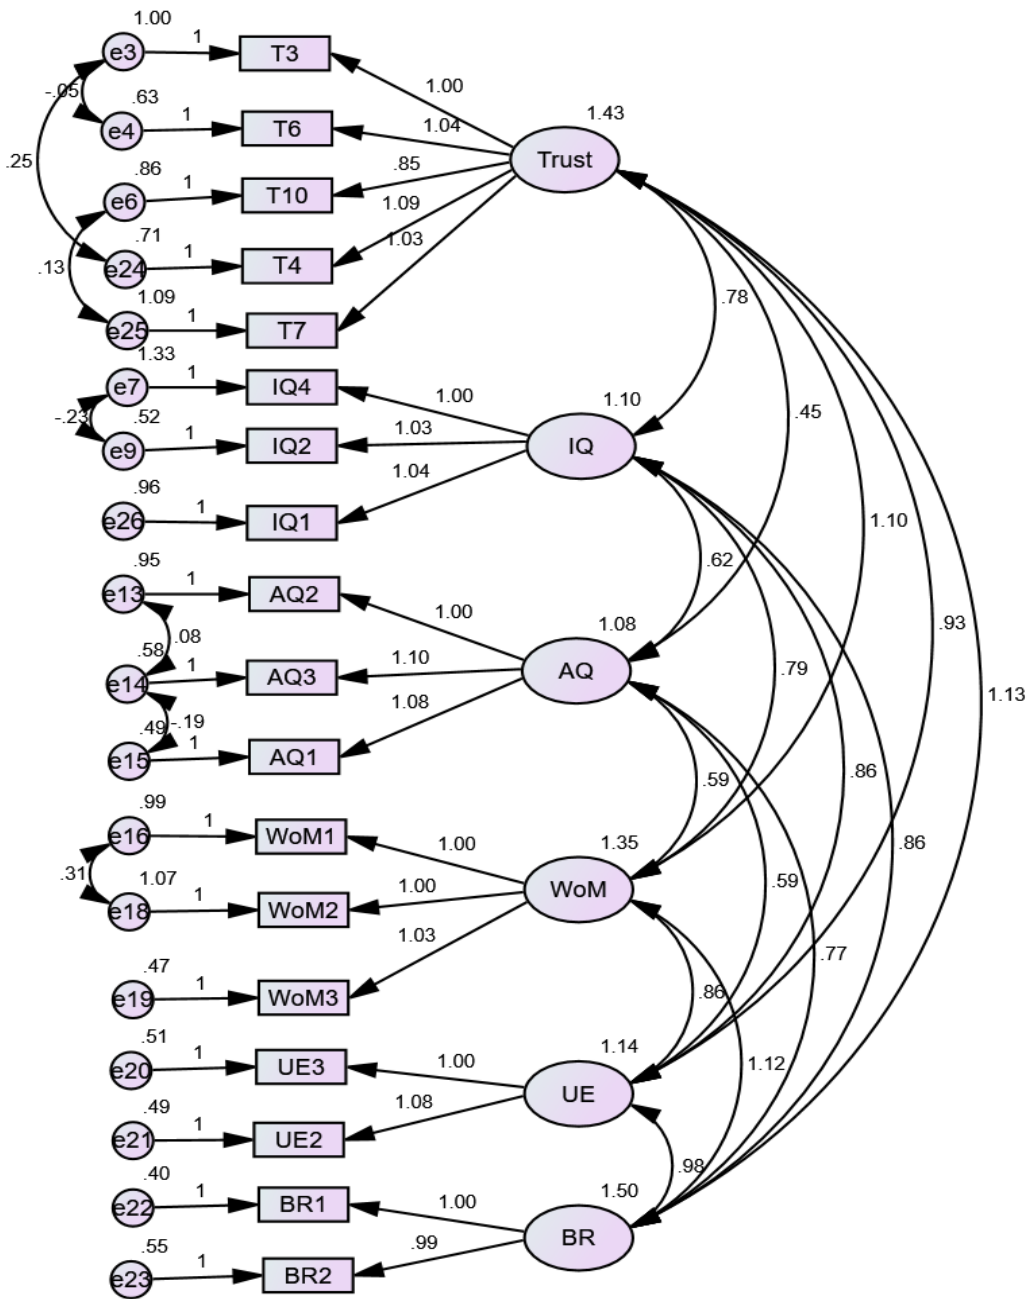 1.00
e3 1 T3
-.05
.63
e4 1 T6
.25
.86
e6 1 T10
.71
e24 1 T4
.13
1.09
e25 1 T7
1.00
1.04
.85
1.09
1.03
1.43
Trust
1.33
e7 1 IQ4
-.23
.52
e9 1 IQ2
.96
e26 1 IQ1
1.00
1.03
1.04
1.10
IQ
.95
e13 1 AQ2
.08
.58
e14 1 AQ3
-.19
.49
e15 1 AQ1
1.00
1.10
1.08
1.08
AQ
.99
e16 1 WoM1
.31
1.07
e18 1 WoM2
.47
e19 1 WoM3
1.00
1.00
1.03
1.35
WoM
.51
e20 1 UE3
.49
e21 1 UE2
1.00
1.08
1.14
UE
.40
e22 1 BR1
.55
e23 1 BR2
1.00
.99
1.50
BR
.78
.45
1.10
.93
1.13
.62
.79
.86
.86
.59
.59
.77
.86
1.12
.98